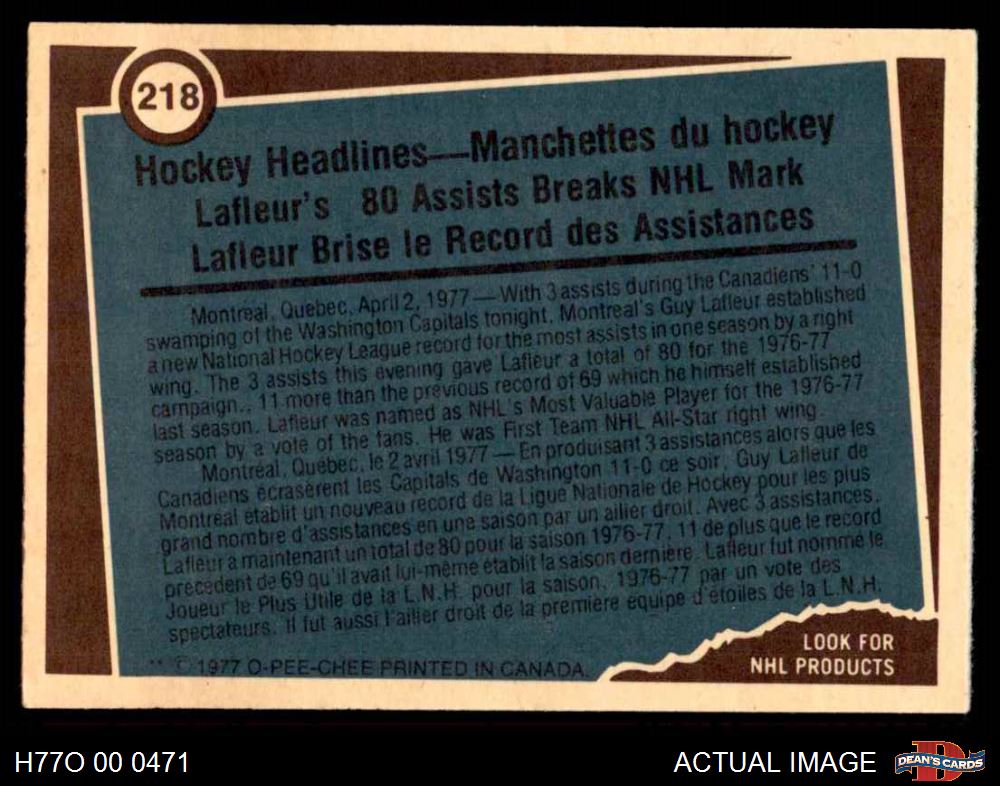 218
Hockey Headlines—Manchettes du hockey
Lafleur's 80 Assists Breaks NHL Mark
Lafleur Brise le Record des Assistances
Montreal, Quebec, April 2, 1977—With 3 assists during the Canadiens' 11-0
swamping of the Washington Capitals tonight, Montreal's Guy Lafleur established
a new National Hockey League record for the most assists in one season by a right
wing. The 3 assists this evening gave Lafleur a total of 80 for the 1976-77
campaign, 11 more than the previous record of 69 which he himself established
last season. Lafleur was named as NHL's Most Valuable Player for the 1976-77
season by a vote of the fans. He was First Team NHL All-Star right wing.
Montréal, Québec, le 2 avril 1977—En produisant 3 assistances alors que les
Canadiens écrasèrent les Capitals de Washington 11-0 ce soir, Guy Lafleur de
Montréal établit un nouveau record de la Ligue Nationale de Hockey pour les plus
grand nombre d'assistances en une saison par un ailier droit. Avec 3 assistances,
Lafleur a maintenant un total de 80 pour la saison 1976-77, 11 de plus que le record
précédent de 69 qu'il avait lui-même établit la saison dernière. Lafleur fut nommé le
Joueur le Plus Utile de la L.N.H. pour la saison, 1976-77 par un vote des
spectateurs. Il fut aussi l'ailier droit de la première équipe d'étoiles de la L.N.H.
** © 1977 O-PEE-CHEE PRINTED IN CANADA.
LOOK FOR
NHL PRODUCTS
H77O 00 0471
ACTUAL IMAGE
D
DEAN'S CARDS